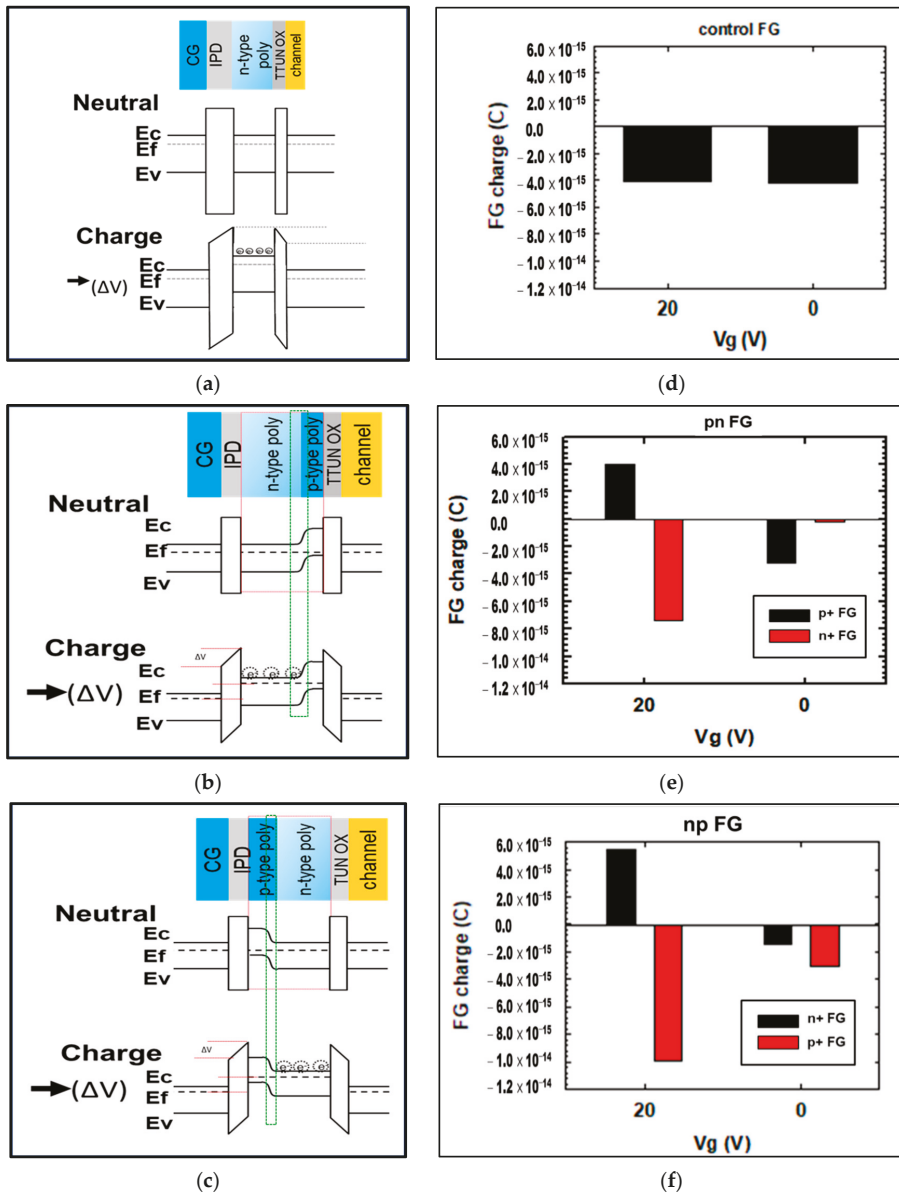 CG
IPD
n-type
poly
TTUN OX
channel
Neutral
Ec
Ef
Ev
Charge
Ec
(ΔV)
Ef
Ev
e e e e
(a)
control FG
FG charge (C)
6.0 × 10⁻¹⁵
4.0 × 10⁻¹⁵
2.0 × 10⁻¹⁵
0.0
− 2.0 × 10⁻¹⁵
− 4.0 × 10⁻¹⁵
− 6.0 × 10⁻¹⁵
− 8.0 × 10⁻¹⁵
− 1.0 × 10⁻¹⁴
− 1.2 × 10⁻¹⁴
20 0
Vg (V)
(d)
CG
IPD
n-type poly
p-type poly
TTUN OX
channel
Neutral
Ec
Ef
Ev
Charge
ΔV
Ec
(ΔV)
Ef
Ev
e e e
(b)
pn FG
FG charge (C)
6.0 × 10⁻¹⁵
4.0 × 10⁻¹⁵
2.0 × 10⁻¹⁵
0.0
− 2.0 × 10⁻¹⁵
− 4.0 × 10⁻¹⁵
− 6.0 × 10⁻¹⁵
− 8.0 × 10⁻¹⁵
− 1.0 × 10⁻¹⁴
− 1.2 × 10⁻¹⁴
p+ FG
n+ FG
20 0
Vg (V)
(e)
CG
IPD
p-type poly
n-type poly
TUN OX
channel
Neutral
Ec
Ef
Ev
Charge
ΔV
Ec
(ΔV)
Ef
Ev
e e e
(c)
np FG
FG charge (C)
6.0 × 10⁻¹⁵
4.0 × 10⁻¹⁵
2.0 × 10⁻¹⁵
0.0
− 2.0 × 10⁻¹⁵
− 4.0 × 10⁻¹⁵
− 6.0 × 10⁻¹⁵
− 8.0 × 10⁻¹⁵
− 1.0 × 10⁻¹⁴
− 1.2 × 10⁻¹⁴
n+ FG
p+ FG
20 0
Vg (V)
(f)